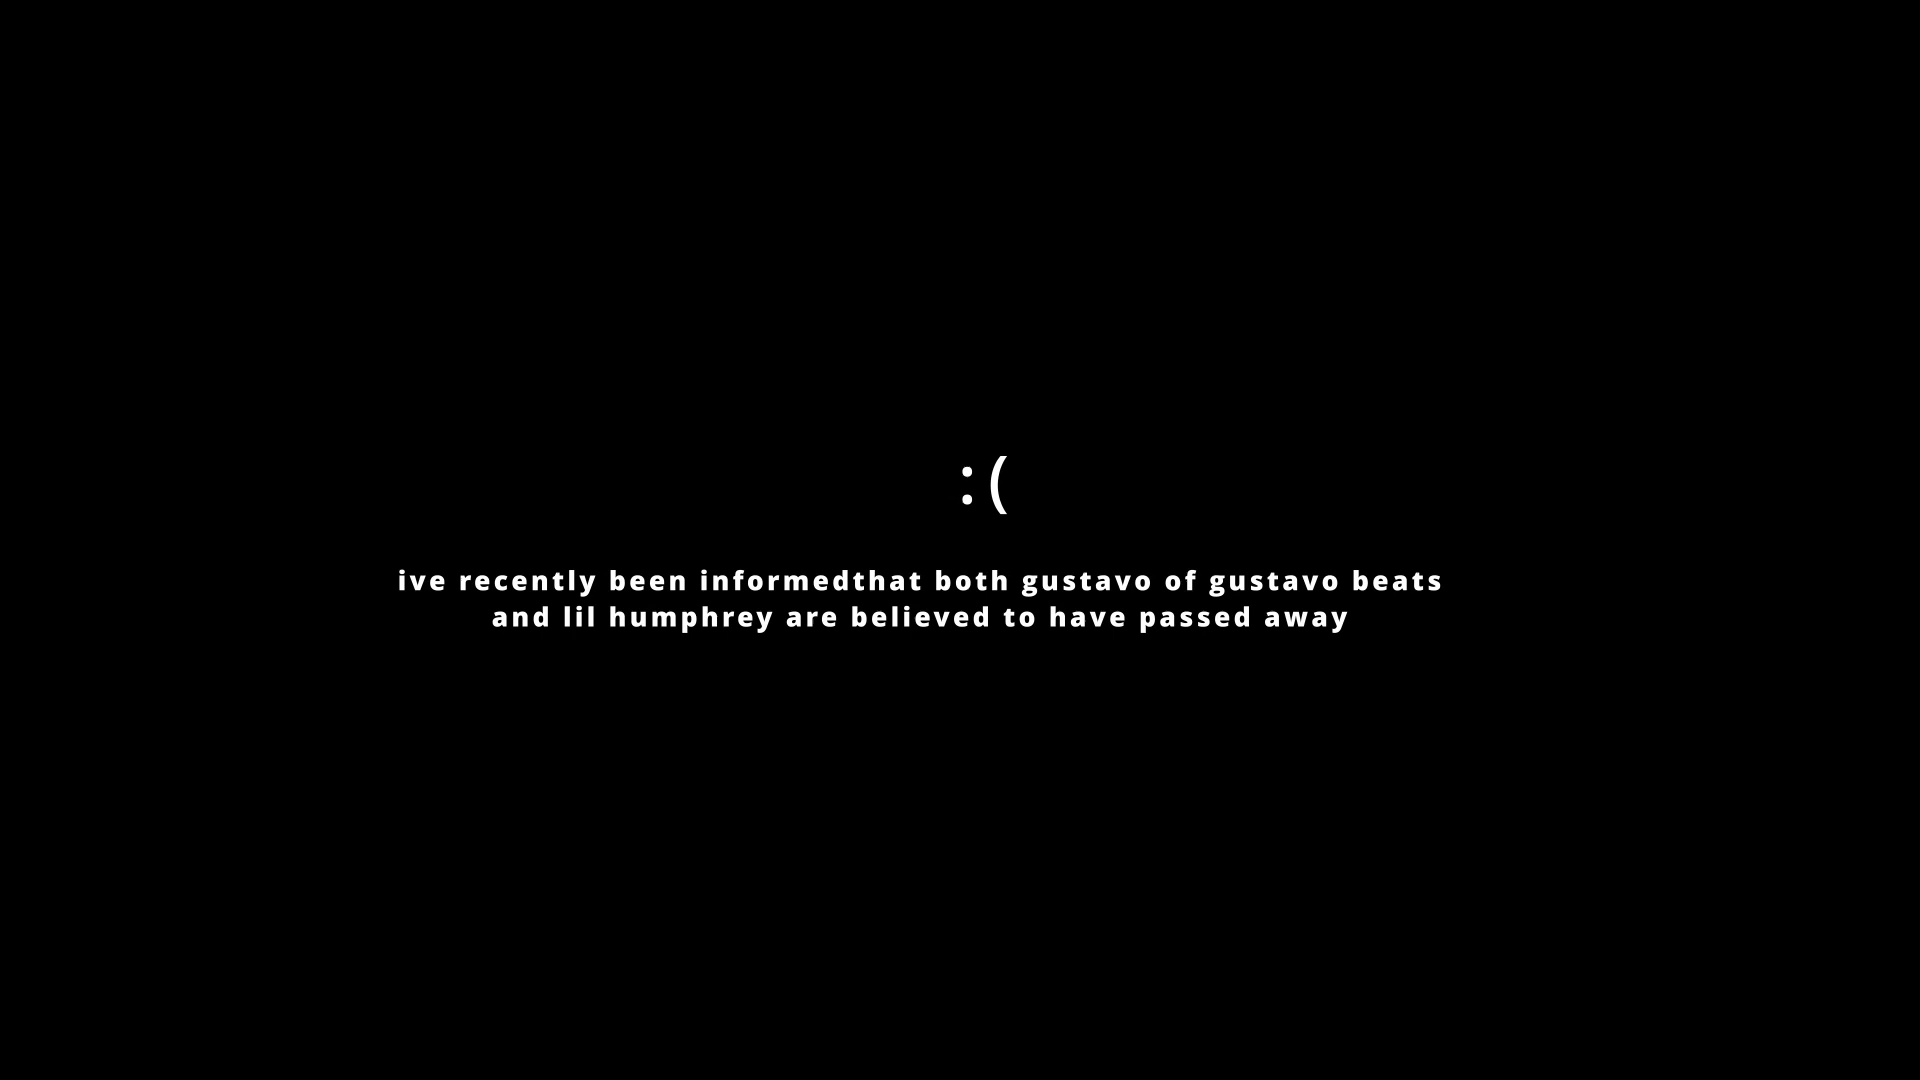 :(
ive recently been informedthat both gustavo of gustavo beats
and lil humphrey are believed to have passed away